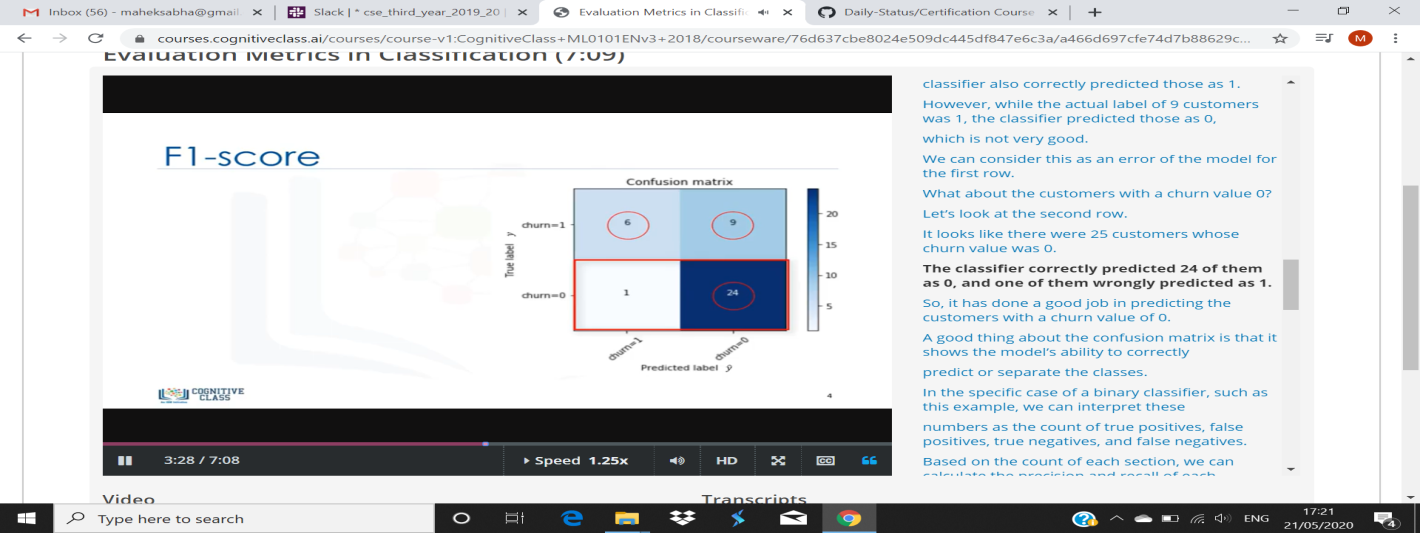 Inbox (56) - maheksabha@gmail.
Slack | * cse_third_year_2019_20 |
Evaluation Metrics in Classific
Daily-Status/Certification Course
courses.cognitiveclass.ai/courses/course-v1:CognitiveClass+ML0101ENv3+2018/courseware/76d637cbe8024e509dc445df847e6c3a/a466d697cfe74d7b88629c...
M
Evaluation Metrics in Classification (7:09)
F1-score
Confusion matrix
churn=1
churn=0
True label y
6
9
1
24
20
15
10
5
churn=1
churn=0
Predicted label ŷ
COGNITIVE
CLASS
4
3:28 / 7:08
Speed 1.25x
HD
CC
classifier also correctly predicted those as 1.
However, while the actual label of 9 customers
was 1, the classifier predicted those as 0,
which is not very good.
We can consider this as an error of the model for
the first row.
What about the customers with a churn value 0?
Let's look at the second row.
It looks like there were 25 customers whose
churn value was 0.
The classifier correctly predicted 24 of them
as 0, and one of them wrongly predicted as 1.
So, it has done a good job in predicting the
customers with a churn value of 0.
A good thing about the confusion matrix is that it
shows the model's ability to correctly
predict or separate the classes.
In the specific case of a binary classifier, such as
this example, we can interpret these
numbers as the count of true positives, false
positives, true negatives, and false negatives.
Based on the count of each section, we can
calculate the precision and recall of each
Video
Transcripts
Type here to search
ENG
17:21
21/05/2020
4